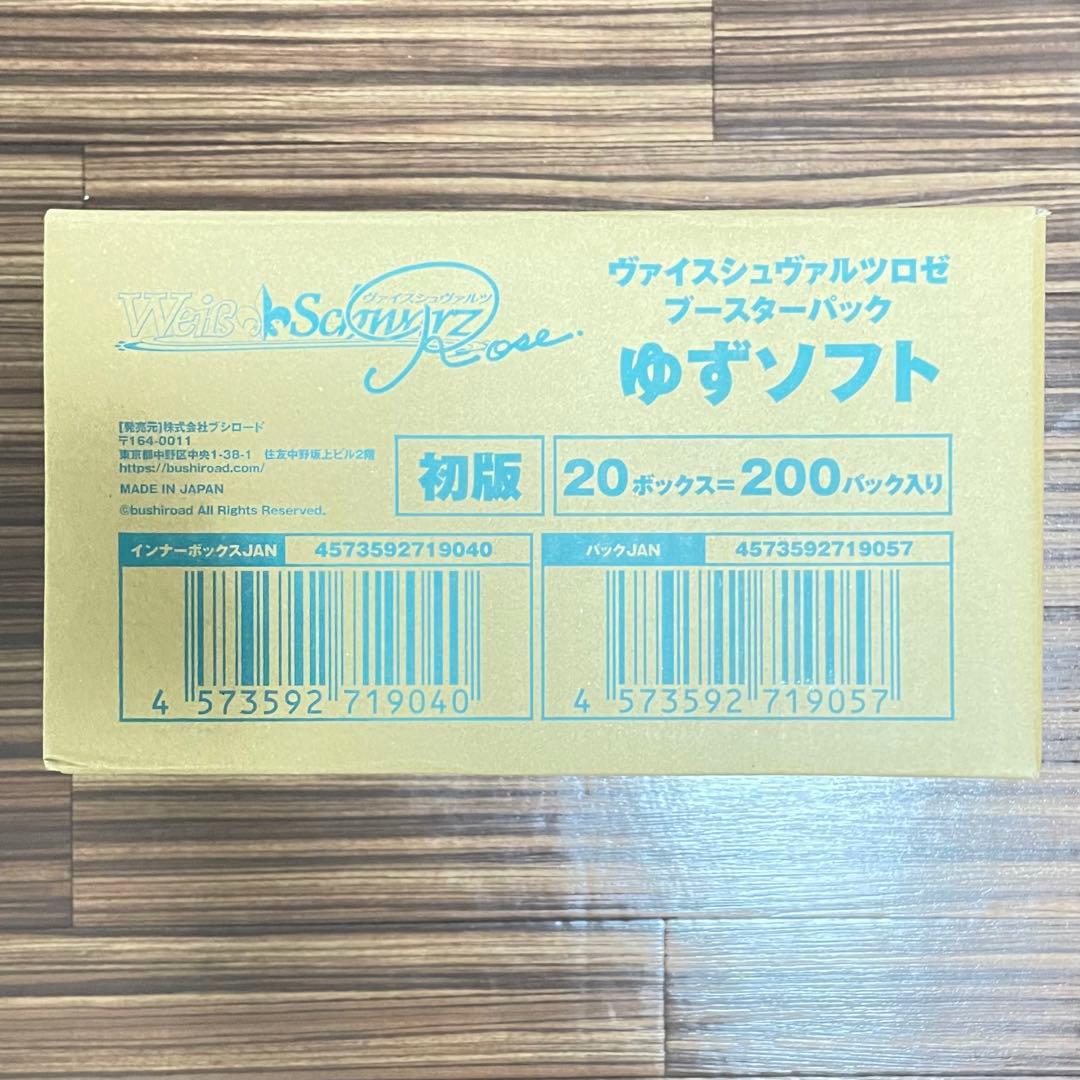 Weiß Schwarz
ヴァイスシュヴァルツ
Rose.
ヴァイスシュヴァルツロゼ
ブースターパック
ゆずソフト
[発売元]株式会社ブシロード
〒164-0011
東京都中野区中央1-38-1 住友中野坂上ビル2階
https://bushiroad.com/
MADE IN JAPAN
©bushiroad All Rights Reserved.
初版
20ボックス=200パック入り
インナーボックスJAN 4573592719040
4 573592 719040
パックJAN 4573592719057
4 573592 719057